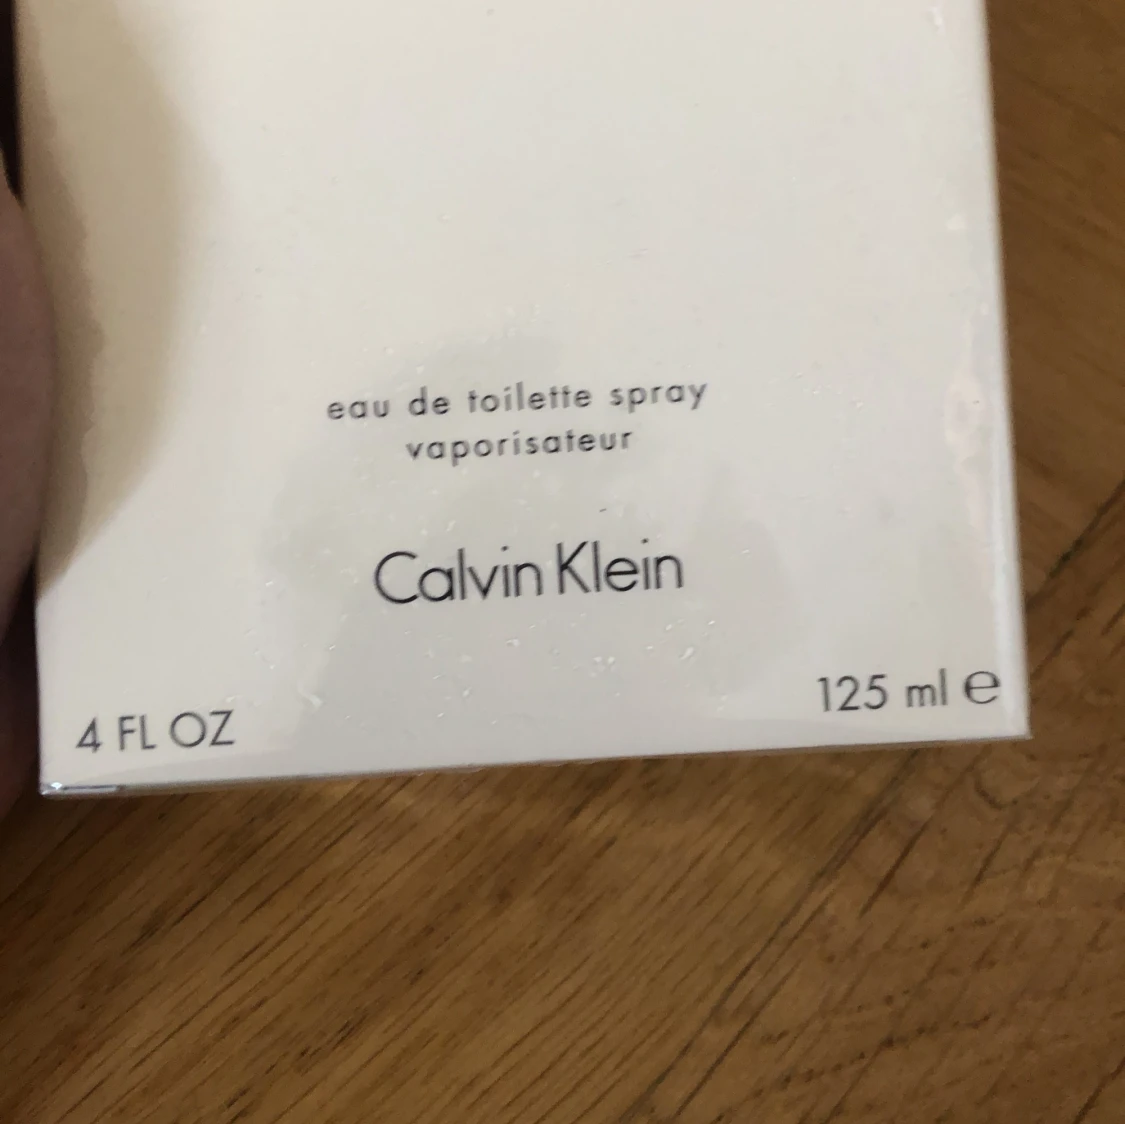 eau de toilette spray
vaporisateur
Calvin Klein
4 FL OZ
125 ml ℮